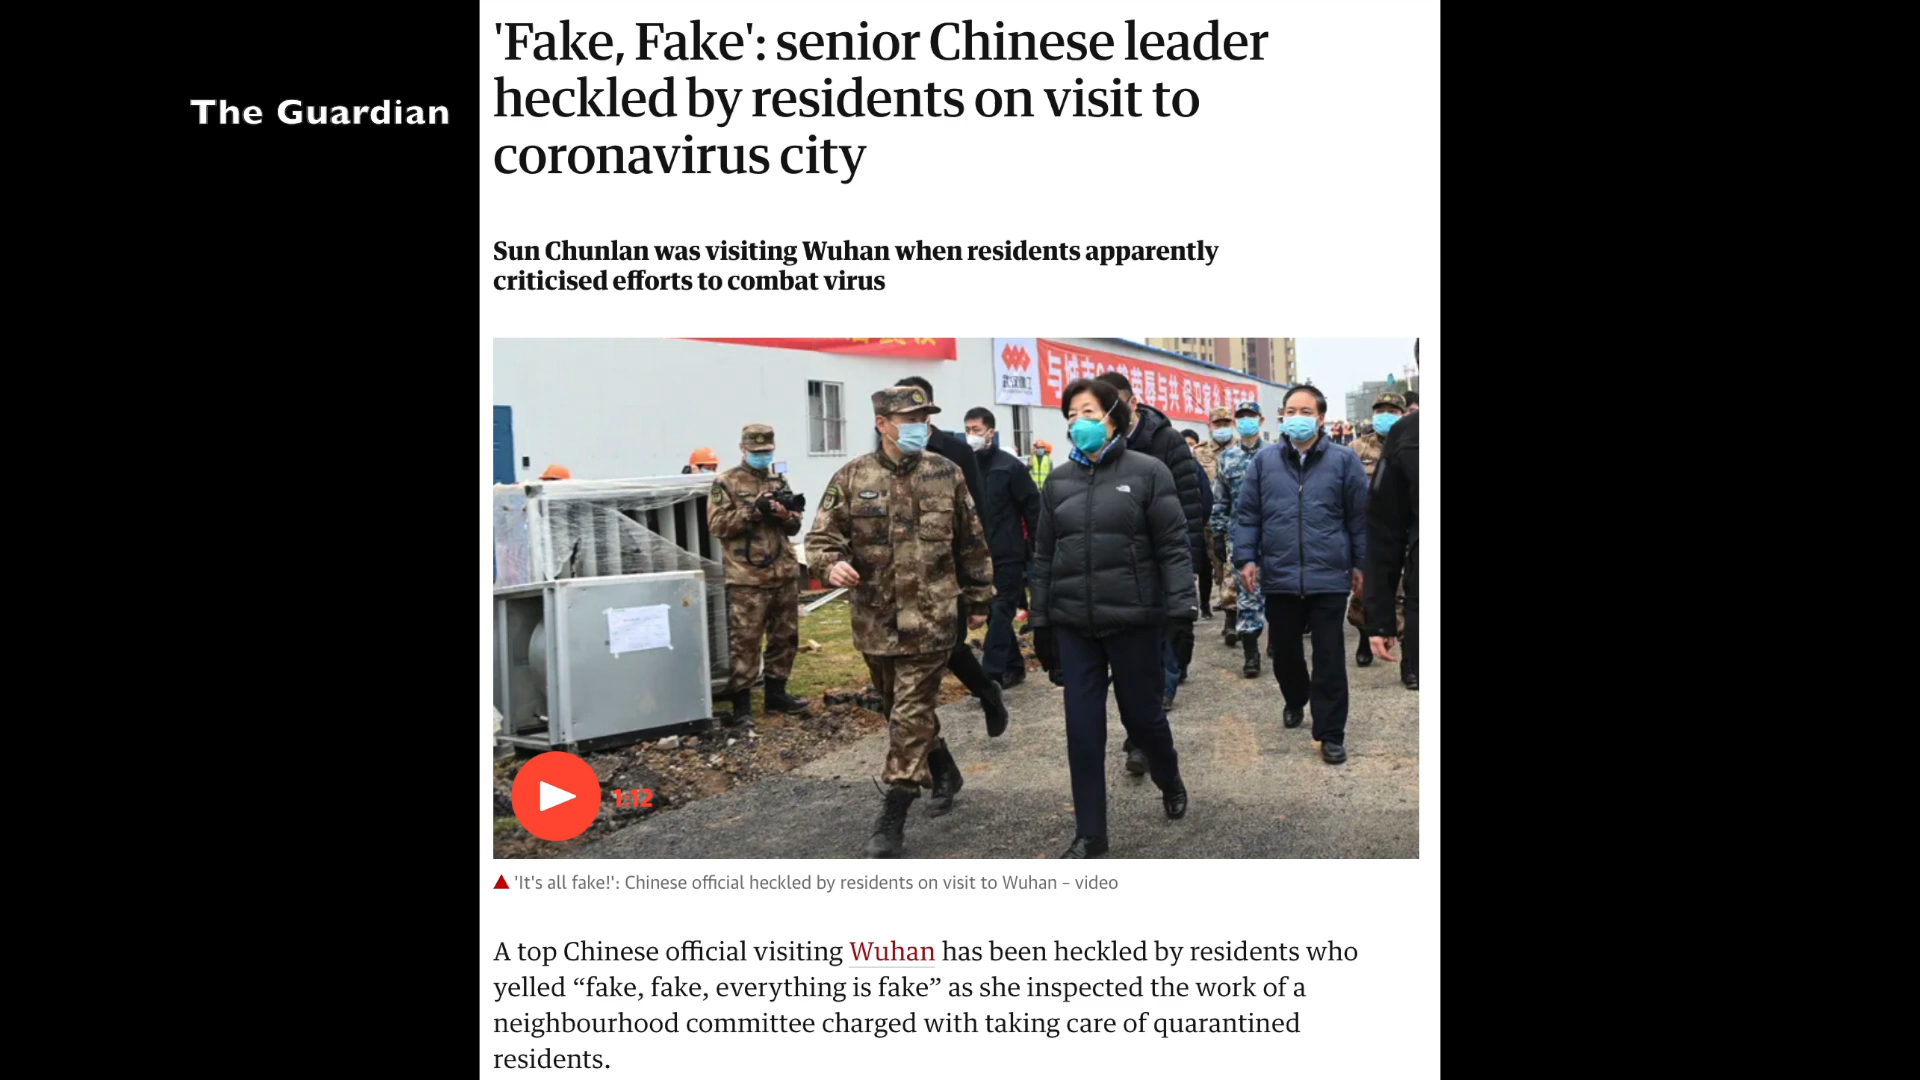 The Guardian
'Fake, Fake': senior Chinese leader
heckled by residents on visit to
coronavirus city
Sun Chunlan was visiting Wuhan when residents apparently
criticised efforts to combat virus
1:12
'It's all fake!': Chinese official heckled by residents on visit to Wuhan – video
A top Chinese official visiting Wuhan has been heckled by residents who
yelled “fake, fake, everything is fake” as she inspected the work of a
neighbourhood committee charged with taking care of quarantined
residents.